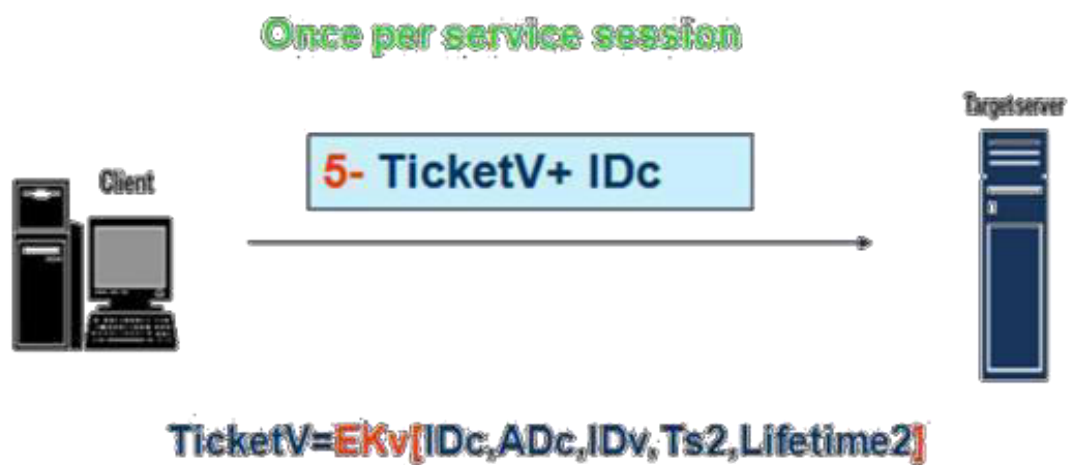 Once per service session
Target server
Client
5- TicketV+ IDc
TicketV=EKv[IDc,ADc,IDv,Ts2,Lifetime2]